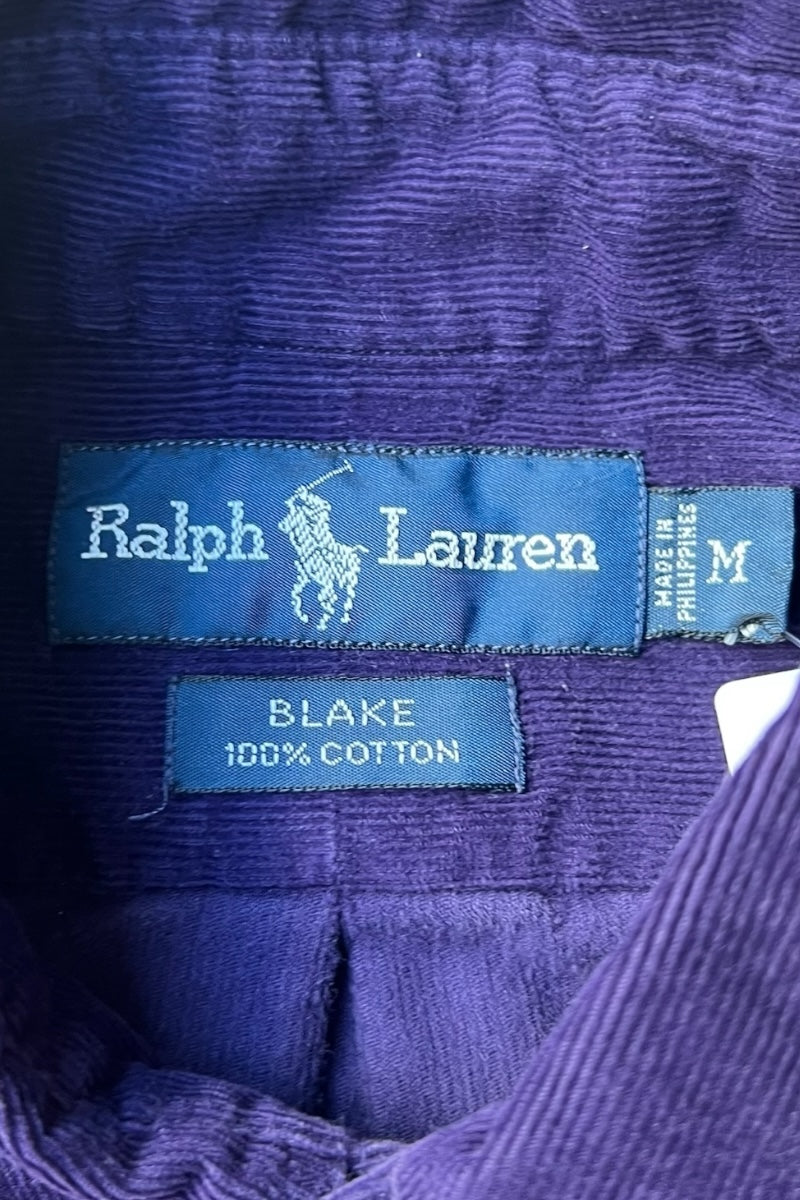 Ralph Lauren
MADE IN
PHILIPPINES
M
BLAKE
100% COTTON